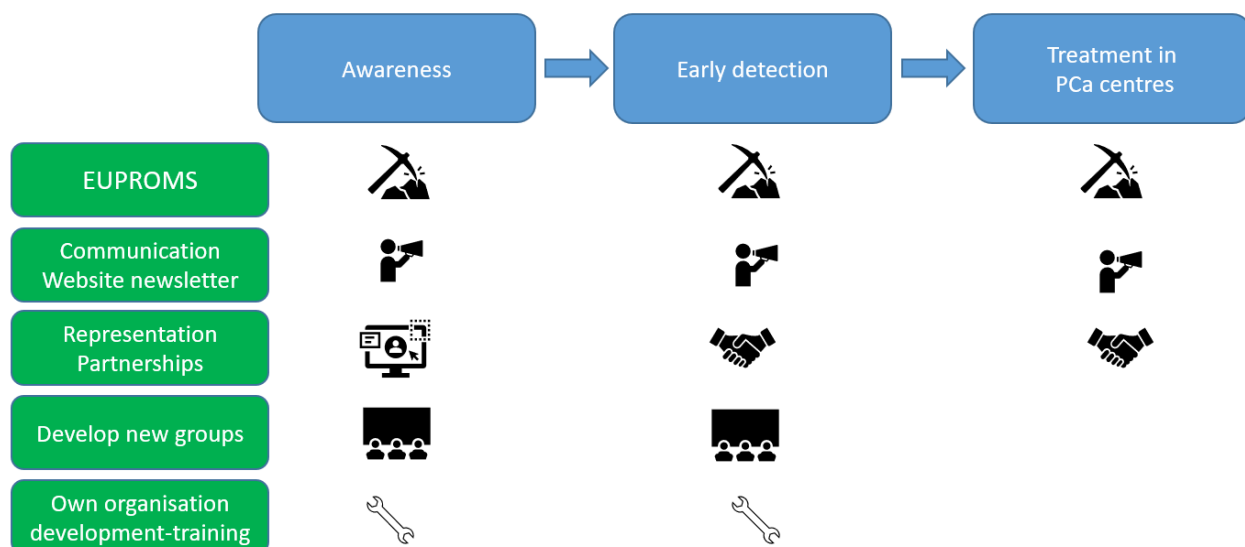 Awareness
Early detection
Treatment in
PCa centres
EUPROMS
Communication
Website newsletter
Representation
Partnerships
Develop new groups
Own organisation
development-training